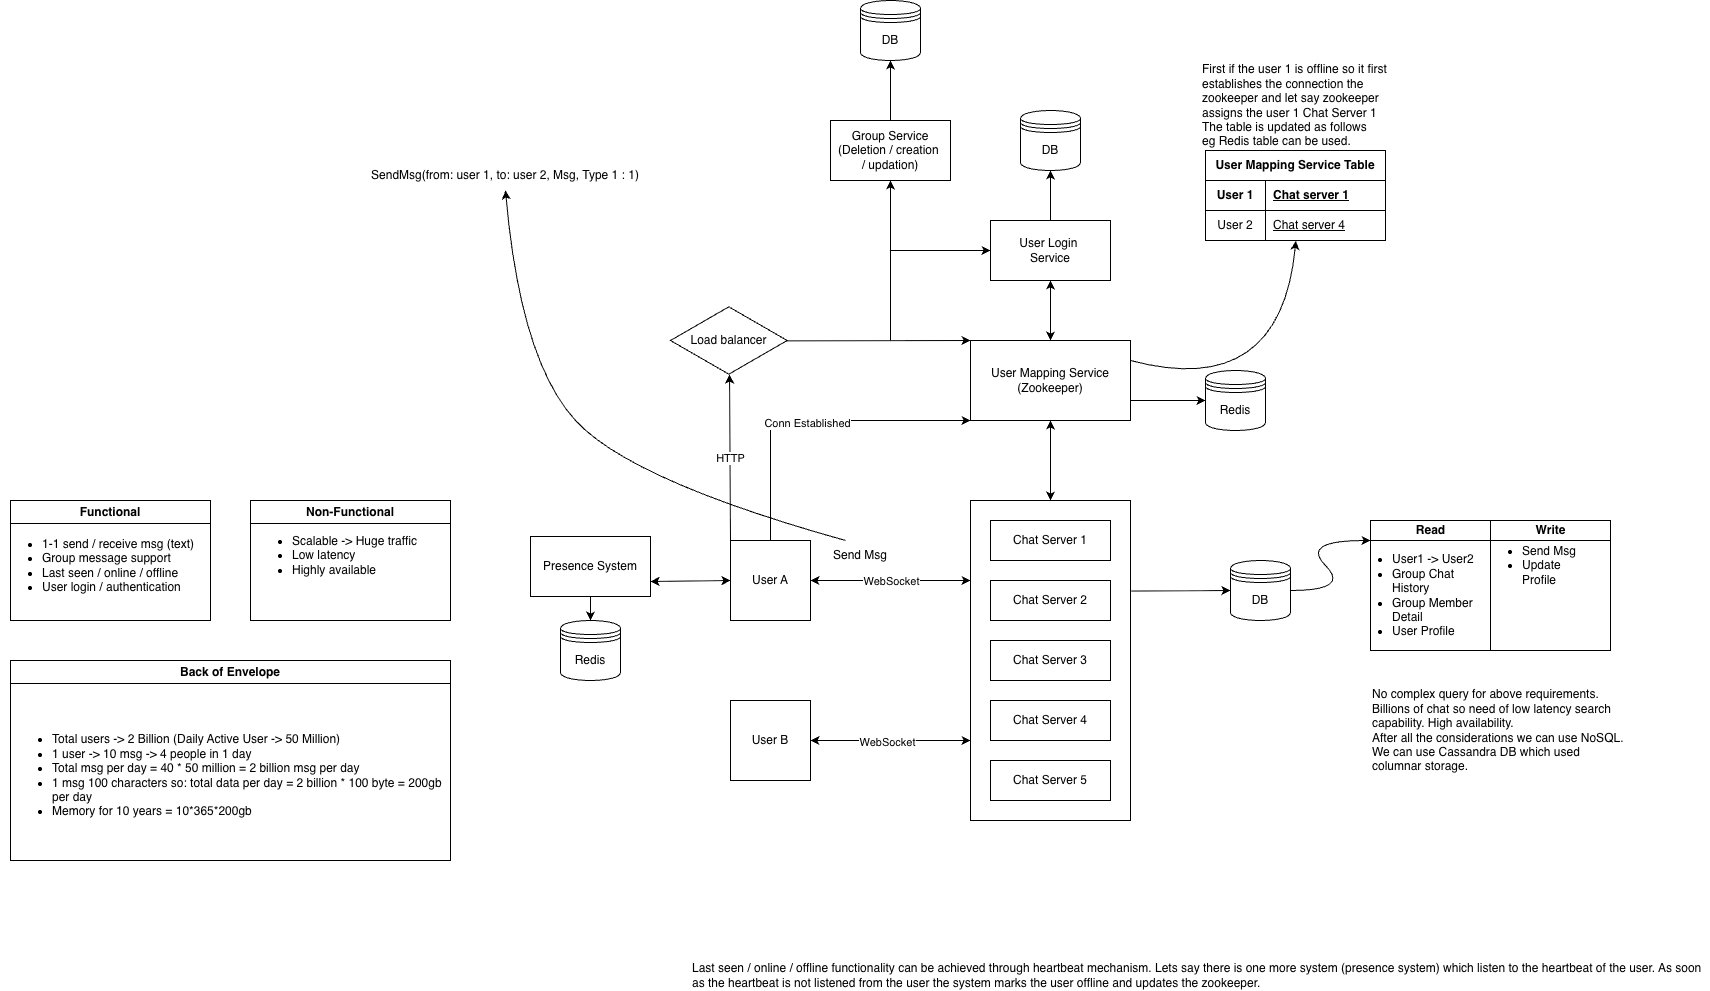 DB
First if the user 1 is offline so it first
establishes the connection the
zookeeper and let say zookeeper
assigns the user 1 Chat Server 1
The table is updated as follows
eg Redis table can be used.
Group Service
(Deletion / creation
/ updation)
DB
User Mapping Service Table
User 1 Chat server 1
User 2 Chat server 4
SendMsg(from: user 1, to: user 2, Msg, Type 1 : 1)
User Login
Service
Load balancer
User Mapping Service
(Zookeeper)
Redis
Conn Established
HTTP
Functional
1-1 send / receive msg (text)
Group message support
Last seen / online / offline
User login / authentication
Non-Functional
Scalable -> Huge traffic
Low latency
Highly available
Presence System
Redis
User A
Send Msg
WebSocket
User B
WebSocket
Chat Server 1
Chat Server 2
Chat Server 3
Chat Server 4
Chat Server 5
DB
Read
User1 -> User2
Group Chat
History
Group Member
Detail
User Profile
Write
Send Msg
Update
Profile
Back of Envelope
Total users -> 2 Billion (Daily Active User -> 50 Million)
1 user -> 10 msg -> 4 people in 1 day
Total msg per day = 40 * 50 million = 2 billion msg per day
1 msg 100 characters so: total data per day = 2 billion * 100 byte = 200gb
per day
Memory for 10 years = 10*365*200gb
No complex query for above requirements.
Billions of chat so need of low latency search
capability. High availability.
After all the considerations we can use NoSQL.
We can use Cassandra DB which used
columnar storage.
Last seen / online / offline functionality can be achieved through heartbeat mechanism. Lets say there is one more system (presence system) which listen to the heartbeat of the user. As soon
as the heartbeat is not listened from the user the system marks the user offline and updates the zookeeper.